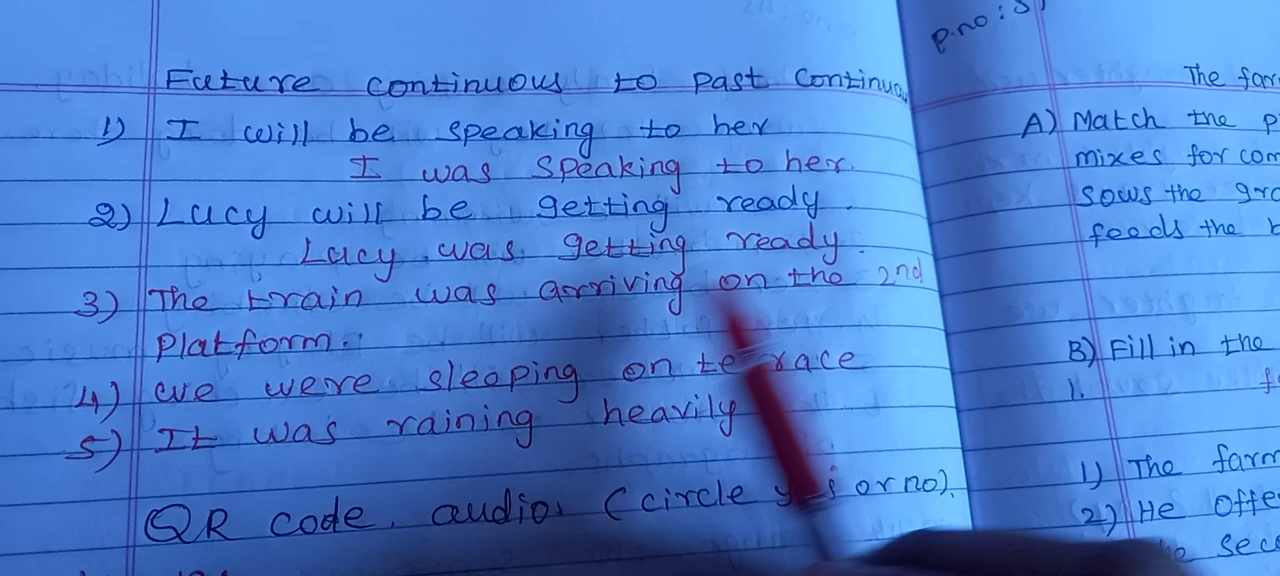 Future continuous to Past Continuou
1) I will be speaking to her
I was speaking to her.
2) Lucy will be getting ready.
Lucy was getting ready.
3) The train was arriving on the 2nd
Platform.
4) we were sleeping on terrace
5) It was raining heavily
QR code, audio, (circle yes or no).
P.no :
The far
A) Match the p
mixes for com
sows the gra
feeds the b
B) Fill in the
1. f
1) The farm
2) He offe
sec